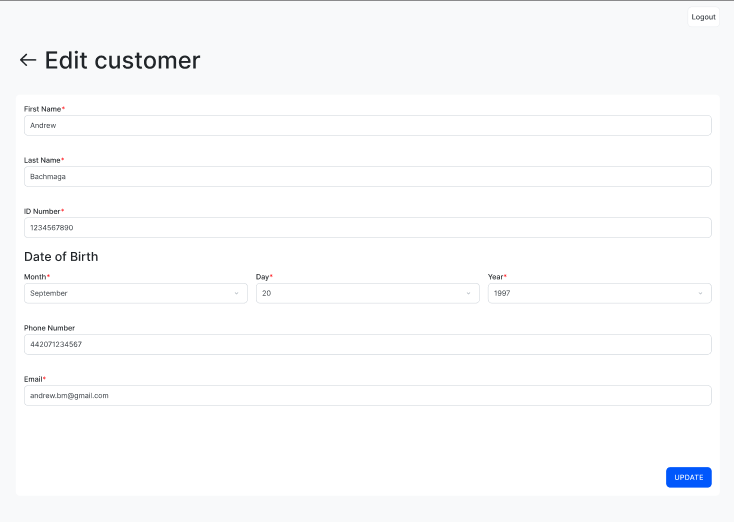 Logout
Edit customer
First Name*
Andrew
Last Name*
Bachmaga
ID Number*
1234567890
Date of Birth
Month* Day* Year*
September 20 1997
Phone Number
442071234567
Email*
andrew.bm@gmail.com
UPDATE